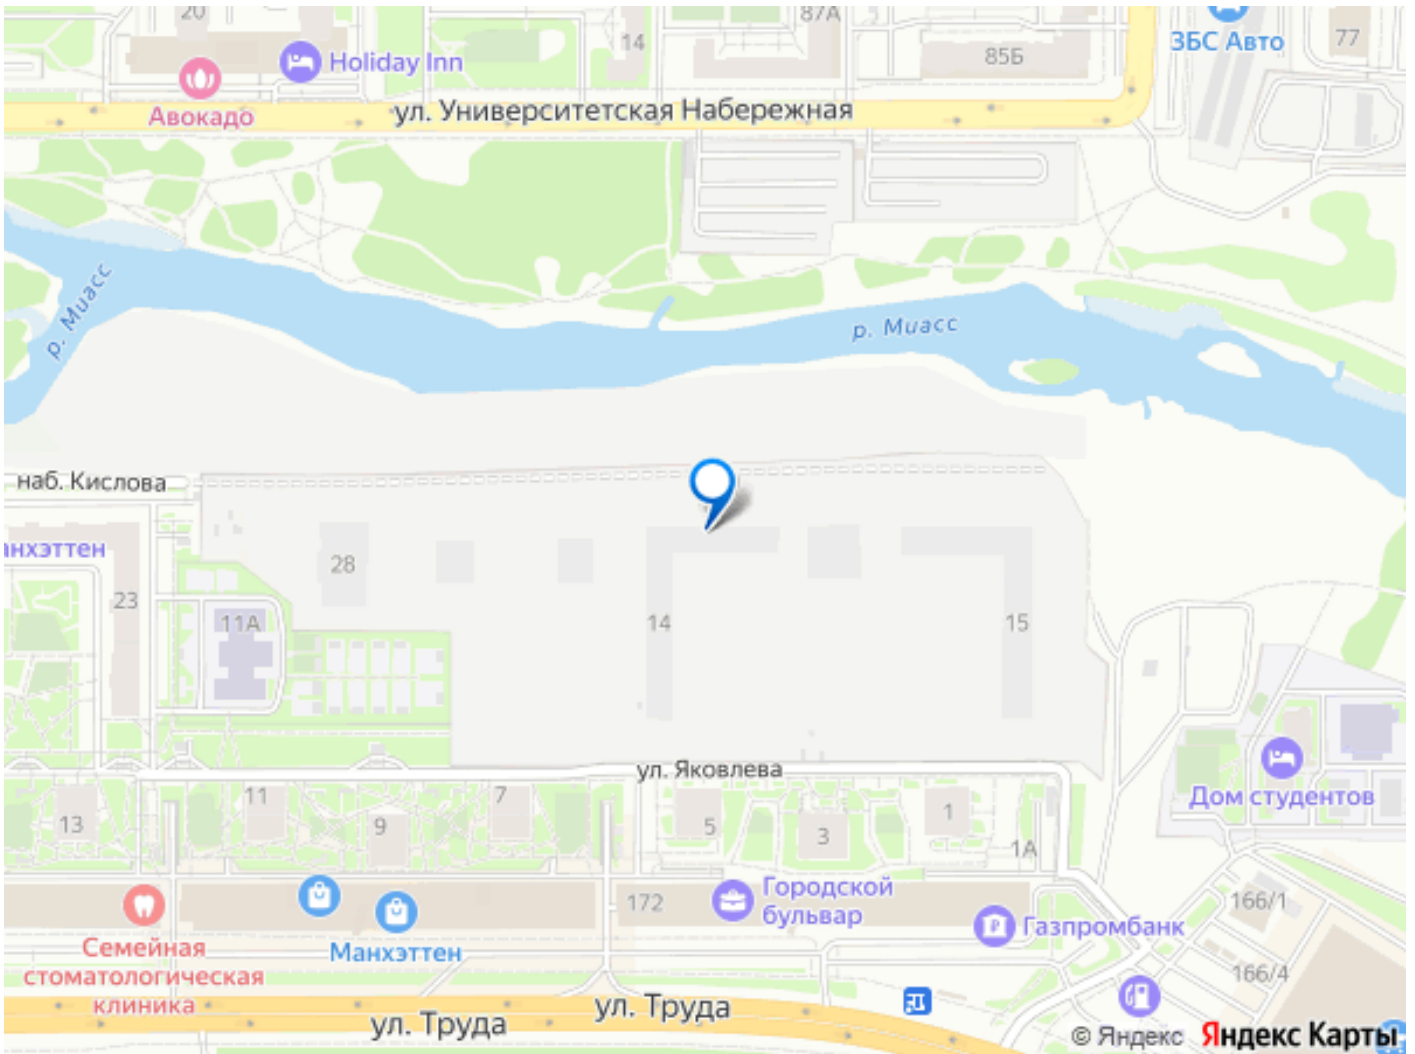 20
Holiday Inn
Авокадо
14
87А
85Б
ЗБС Авто
77
ул. Университетская Набережная
р. Миасс
р. Миасс
наб. Кислова
анхэттен
23
11А
28
14
15
ул. Яковлева
Дом студентов
13
11
9
7
5
3
1
1А
172
Городской
бульвар
Газпромбанк
166/1
166/4
Семейная
стоматологическая
клиника
Манхэттен
ул. Труда
ул. Труда
© Яндекс Яндекс Карты